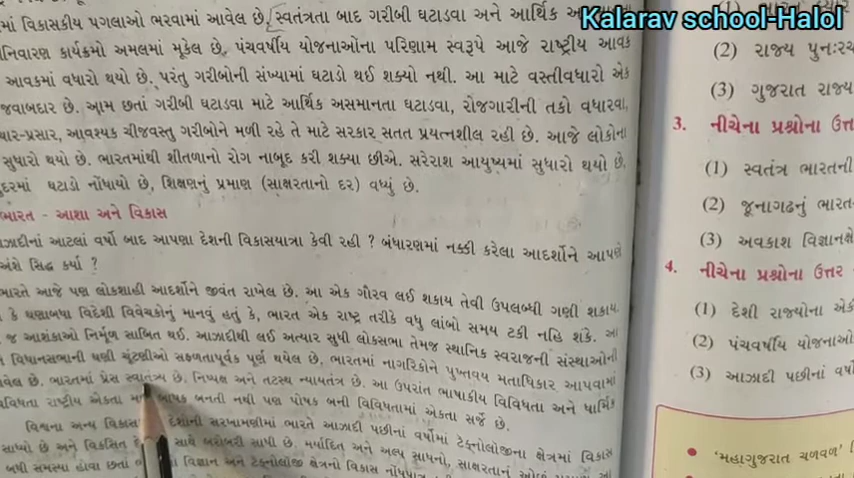 Kalarav school-Halol
માં વિકાસકીય પગલાઓ ભરવામાં આવેલ છે. સ્વતંત્રતા બાદ ગરીબી ઘટાડવા અને આર્થિક
નિવારણ કાર્યક્રમો અમલમાં મૂકેલ છે. પંચવર્ષીય યોજનાઓના પરિણામ સ્વરૂપે આજે રાષ્ટ્રીય આવક
આવકમાં વધારો થયો છે. પરંતુ ગરીબોની સંખ્યામાં ઘટાડો થઈ શક્યો નથી. આ માટે વસ્તીવધારો એક
જવાબદાર છે. આમ છતાં ગરીબી ઘટાડવા માટે આર્થિક અસમાનતા ઘટાડવા, રોજગારીની તકો વધારવા,
ચાર-પ્રસાર, આવશ્યક ચીજવસ્તુ ગરીબોને મળી રહે તે માટે સરકાર સતત પ્રયત્નશીલ રહી છે. આજે લોકોના
સુધારો થયો છે. ભારતમાંથી શીતળાનો રોગ નાબૂદ કરી શક્યા છીએ. સરેરાશ આયુષ્યમાં સુધારો થયો છે,
દરમાં ઘટાડો નોંધાયો છે, શિક્ષણનું પ્રમાણ (સાક્ષરતાનો દર) વધ્યું છે.
ભારત - આશા અને વિકાસ
ઝાદીનાં આટલાં વર્ષો બાદ આપણા દેશની વિકાસયાત્રા કેવી રહી ? બંધારણમાં નક્કી કરેલા આદર્શોને આપણે
અંશે સિદ્ધ કર્યા ?
ભારતે આજે પણ લોકશાહી આદર્શોને જીવંત રાખેલ છે. આ એક ગૌરવ લઈ શકાય તેવી ઉપલબ્ધી ગણી શકાય.
કે ઘણાબધા વિદેશી વિવેચકોનું માનવું હતું કે, ભારત એક રાષ્ટ્ર તરીકે વધુ લાંબો સમય ટકી નહિ શકે. આ
જ આશંકાઓ નિર્મૂળ સાબિત થઈ. આઝાદીથી લઈ અત્યાર સુધી લોકસભા તેમજ સ્થાનિક સ્વરાજની સંસ્થાઓની
વિધાનસભાની ઘણી ચૂંટણીઓ સફળતાપૂર્વક પૂર્ણ થયેલ છે. ભારતમાં નાગરિકોને પુખ્તવય મતાધિકાર આપવામાં
આવેલ છે. ભારતમાં પ્રેસ સ્વાતંત્ર્ય છે. નિષ્પક્ષ અને તટસ્થ ન્યાયતંત્ર છે. આ ઉપરાંત ભાષાકીય વિવિધતા અને ધાર્મિક
વિવિધતા રાષ્ટ્રીય એકતા બાધક બનતી નથી પણ પોષક બની વિવિધતામાં એકતા સર્જે છે.
વિશ્વના અન્ય દેશોની સરખામણીમાં ભારતે આઝાદી પછીનાં વર્ષોમાં ટેક્નોલોજીના ક્ષેત્રમાં વિકાસ
સાધ્યો છે અને વિકસિત સાથે બરોબરી સાધી છે. મર્યાદિત અને અલ્પ સાધનો, સાક્ષરતાનું
બધી સમસ્યા હોવા છતાં વિજ્ઞાન અને ટેક્નોલોજી ક્ષેત્રનો વિકાસ
(2) રાજ્ય પુનઃરચ
(3) ગુજરાત રાજ્ય
3. નીચેના પ્રશ્નોના ઉત્ત
(1) સ્વતંત્ર ભારતની
(2) જૂનાગઢનું ભારત
(3) અવકાશ વિજ્ઞાનક્ષે
4. નીચેના પ્રશ્નોના ઉત્તર
(1) દેશી રાજ્યોના એક
(2) પંચવર્ષીય યોજનાઓ
(3) આઝાદી પછીનાં વર્ષ
• 'મહાગુજરાત ચળવળ'